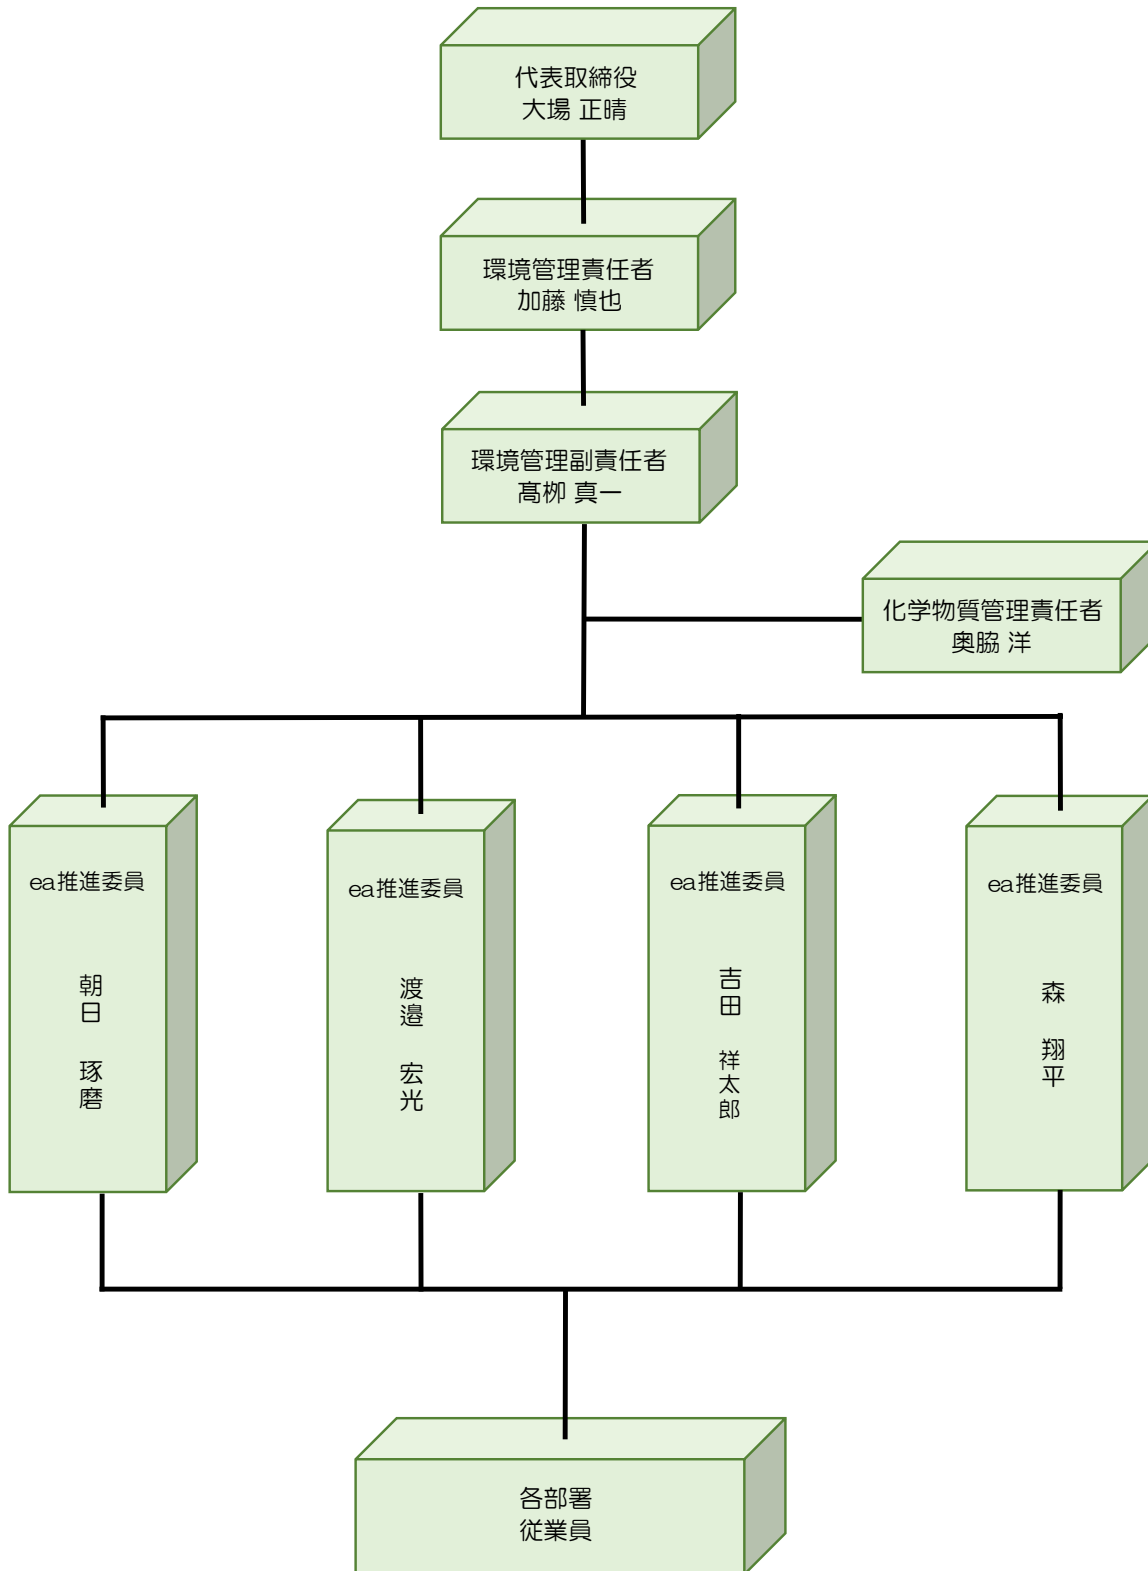 代表取締役
大場 正晴
環境管理責任者
加藤 慎也
環境管理副責任者
髙栁 真一
化学物質管理責任者
奥脇 洋
ea推進委員
朝日 琢磨
ea推進委員
渡邉 宏光
ea推進委員
吉田 祥太郎
ea推進委員
森 翔平
各部署
従業員